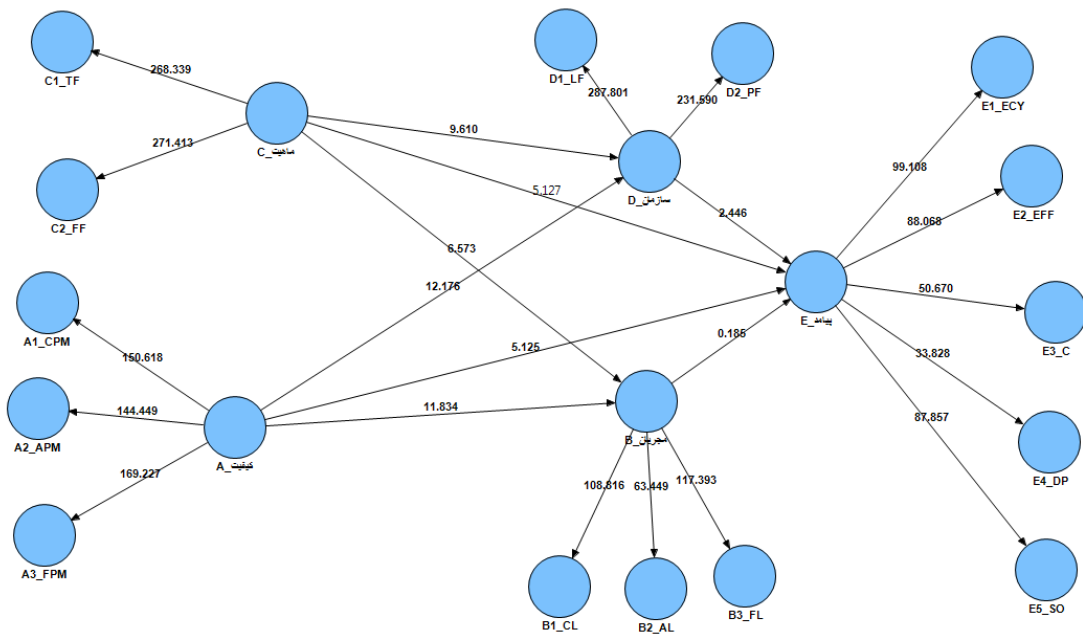 D1_LF
D2_PF
C1_TF
268.339
287.801
231.590
E1_ECY
271.413
C_ماهیت
9.610
99.108
C2_FF
5.127
D_سازمان
2.446
88.068
E2_EFF
6.573
12.176
50.670
E_پیامد
A1_CPM
150.618
5.125
0.185
33.828
E3_C
144.449
11.834
87.857
A2_APM
B_مجریان
A_کیفیت
169.227
108.816
63.449
117.393
E4_DP
A3_FPM
B1_CL
B2_AL
B3_FL
E5_SO